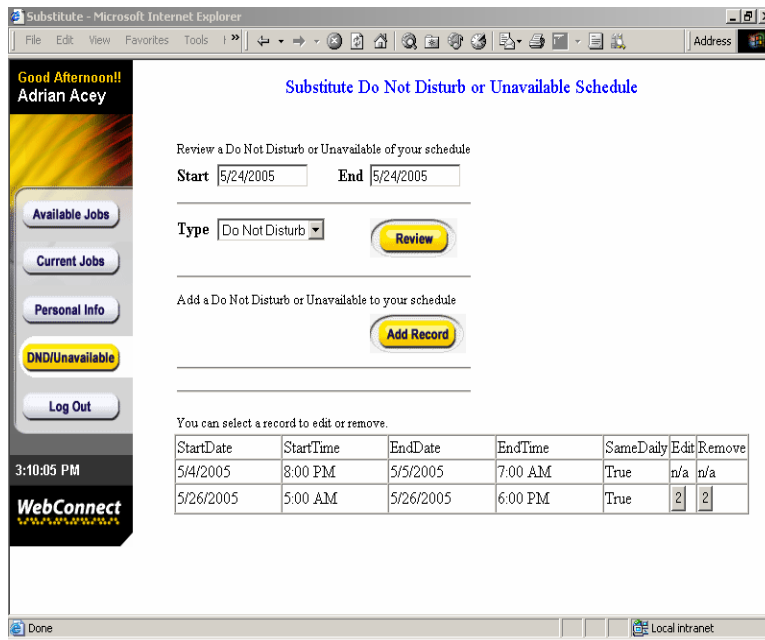 Substitute - Microsoft Internet Explorer
File Edit View Favorites Tools Address
Good Afternoon!!
Adrian Acey
Substitute Do Not Disturb or Unavailable Schedule
Review a Do Not Disturb or Unavailable of your schedule
Start 5/24/2005 End 5/24/2005
Type Do Not Disturb Review
Available Jobs
Current Jobs
Personal Info
DND/Unavailable
Log Out
Add a Do Not Disturb or Unavailable to your schedule
Add Record
You can select a record to edit or remove.
StartDate StartTime EndDate EndTime SameDaily Edit Remove
5/4/2005 8:00 PM 5/5/2005 7:00 AM True n/a n/a
5/26/2005 5:00 AM 5/26/2005 6:00 PM True 2 2
3:10:05 PM
WebConnect
Done Local intranet